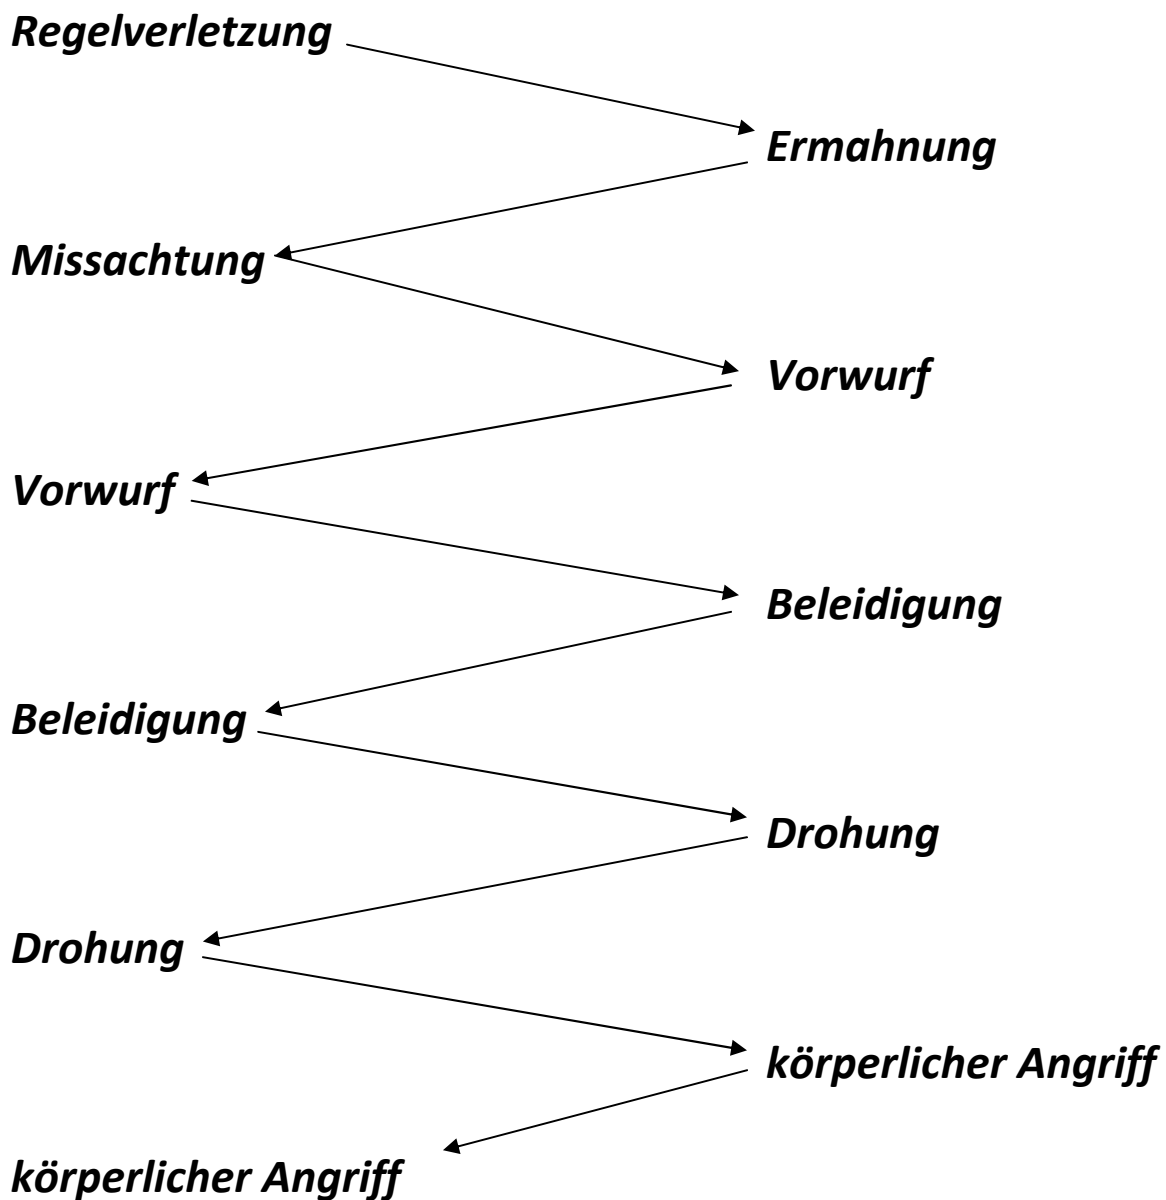 Regelverletzung
Ermahnung
Missachtung
Vorwurf
Vorwurf
Beleidigung
Beleidigung
Drohung
Drohung
körperlicher Angriff
körperlicher Angriff